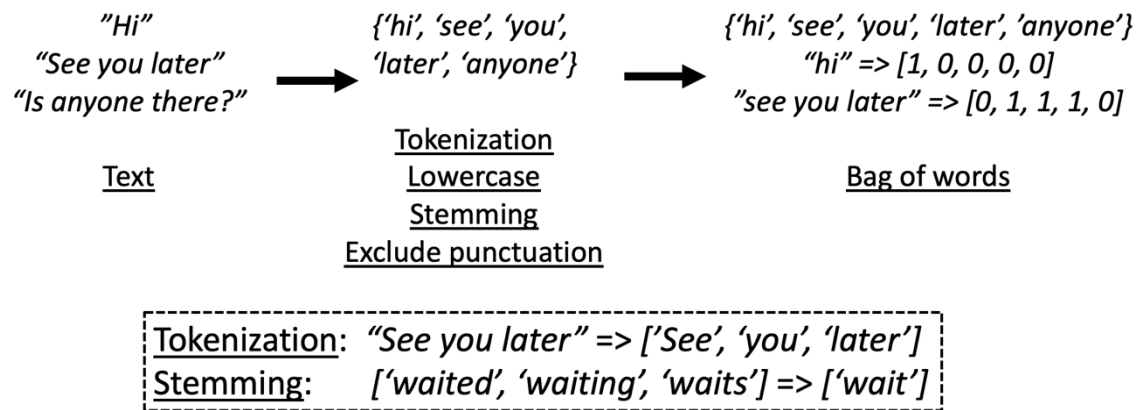 ”Hi”
“See you later”
“Is anyone there?”
Text
{‘hi’, ‘see’, ‘you’,
‘later’, ‘anyone’}
Tokenization
Lowercase
Stemming
Exclude punctuation
{‘hi’, ‘see’, ‘you’, ‘later’, ’anyone’}
“hi” => [1, 0, 0, 0, 0]
”see you later” => [0, 1, 1, 1, 0]
Bag of words
Tokenization: “See you later” => [’See’, ‘you’, ‘later’]
Stemming: [‘waited’, ‘waiting’, ‘waits’] => [‘wait’]